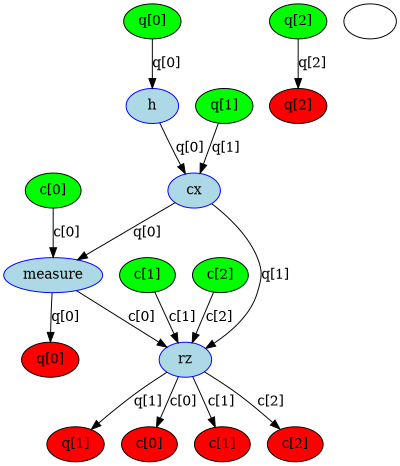 q[0] q[2]
q[0] q[2]
h q[1] q[2]
q[0] q[1]
c[0] cx
c[0] q[0]
measure c[1] c[2] q[1]
q[0] c[0] c[1] c[2]
q[0] rz
q[1] c[0] c[1] c[2]
q[1] c[0] c[1] c[2]